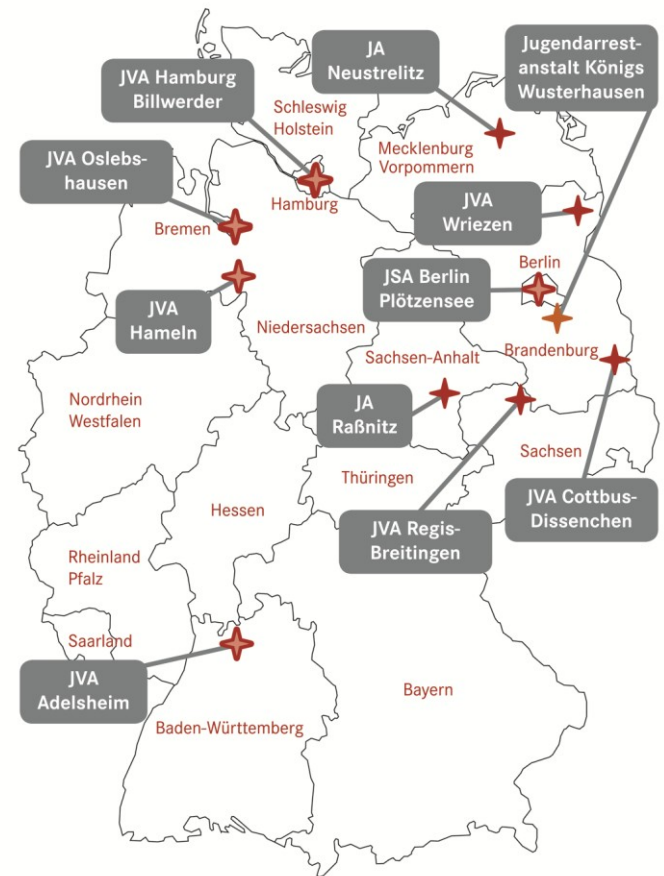 JA
Neustrelitz
Jugendarrest-
anstalt Königs
Wusterhausen
JVA Hamburg
Billwerder
Schleswig
Holstein
Mecklenburg
Vorpommern
JVA Oslebs-
hausen
Hamburg
JVA
Wriezen
Bremen
Berlin
JSA Berlin
Plötzensee
JVA
Hameln
Niedersachsen
Brandenburg
Sachsen-Anhalt
Nordrhein
Westfalen
JA
Raßnitz
Sachsen
Thüringen
JVA Cottbus-
Dissenchen
Hessen
JVA Regis-
Breitingen
Rheinland
Pfalz
Saarland
JVA
Adelsheim
Bayern
Baden-Württemberg